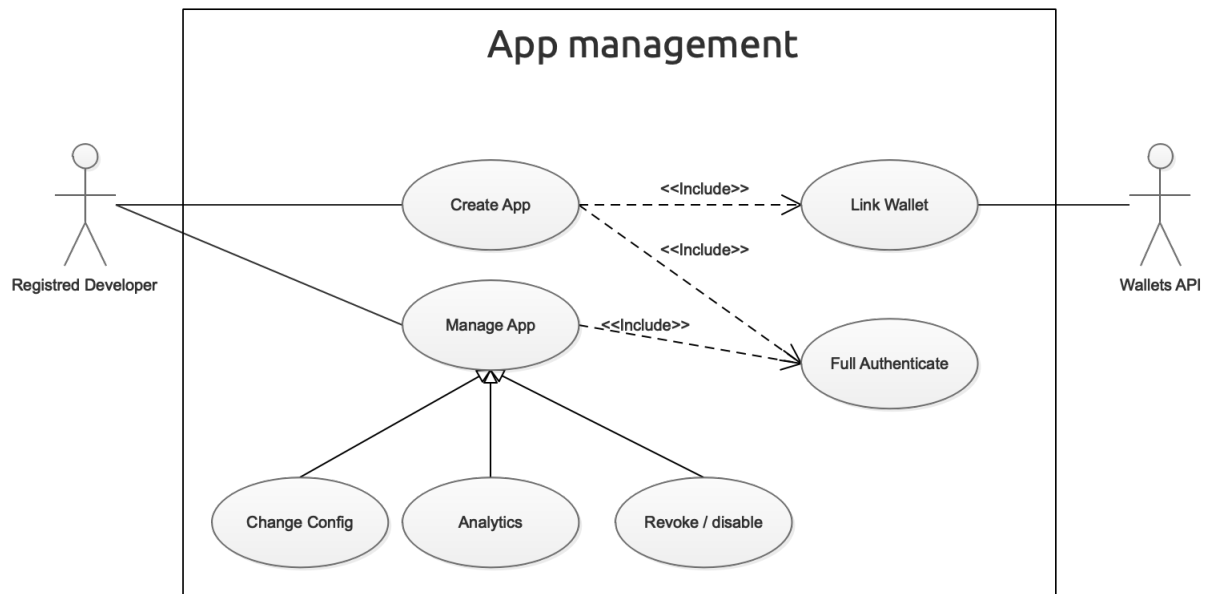 App management
<<Include>>
Create App
Link Wallet
<<Include>>
Registred Developer
Wallets API
Manage App
<<Include>>
Full Authenticate
Change Config
Analytics
Revoke / disable